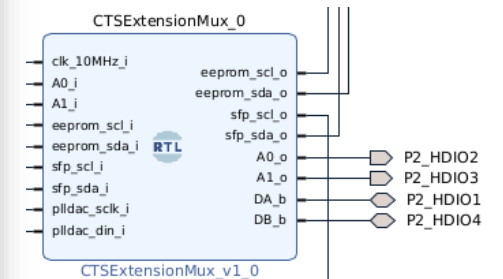 CTSExtensionMux_0
clk_10MHz_i
A0_i
A1_i
eeprom_scl_i
eeprom_sda_i
sfp_scl_i
sfp_sda_i
plldac_sclk_i
plldac_din_i
RTL
eeprom_scl_o
eeprom_sda_o
sfp_scl_o
sfp_sda_o
A0_o
A1_o
DA_b
DB_b
P2_HDIO2
P2_HDIO3
P2_HDIO1
P2_HDIO4
CTSExtensionMux_v1_0